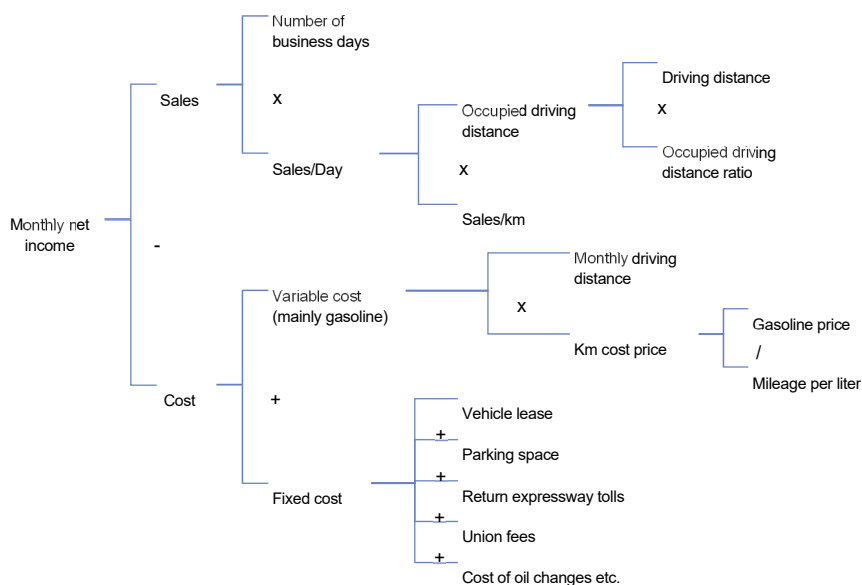 Number of
business days
Driving distance
Sales
x
Occupied driving
distance
x
Sales/Day
x
Occupied driving
distance ratio
Sales/km
Monthly net
income
-
Monthly driving
distance
Variable cost
(mainly gasoline)
x
Gasoline price
Km cost price
/
Mileage per liter
Cost
+
Vehicle lease
+
Parking space
+
Fixed cost
Return expressway tolls
+
Union fees
+
Cost of oil changes etc.